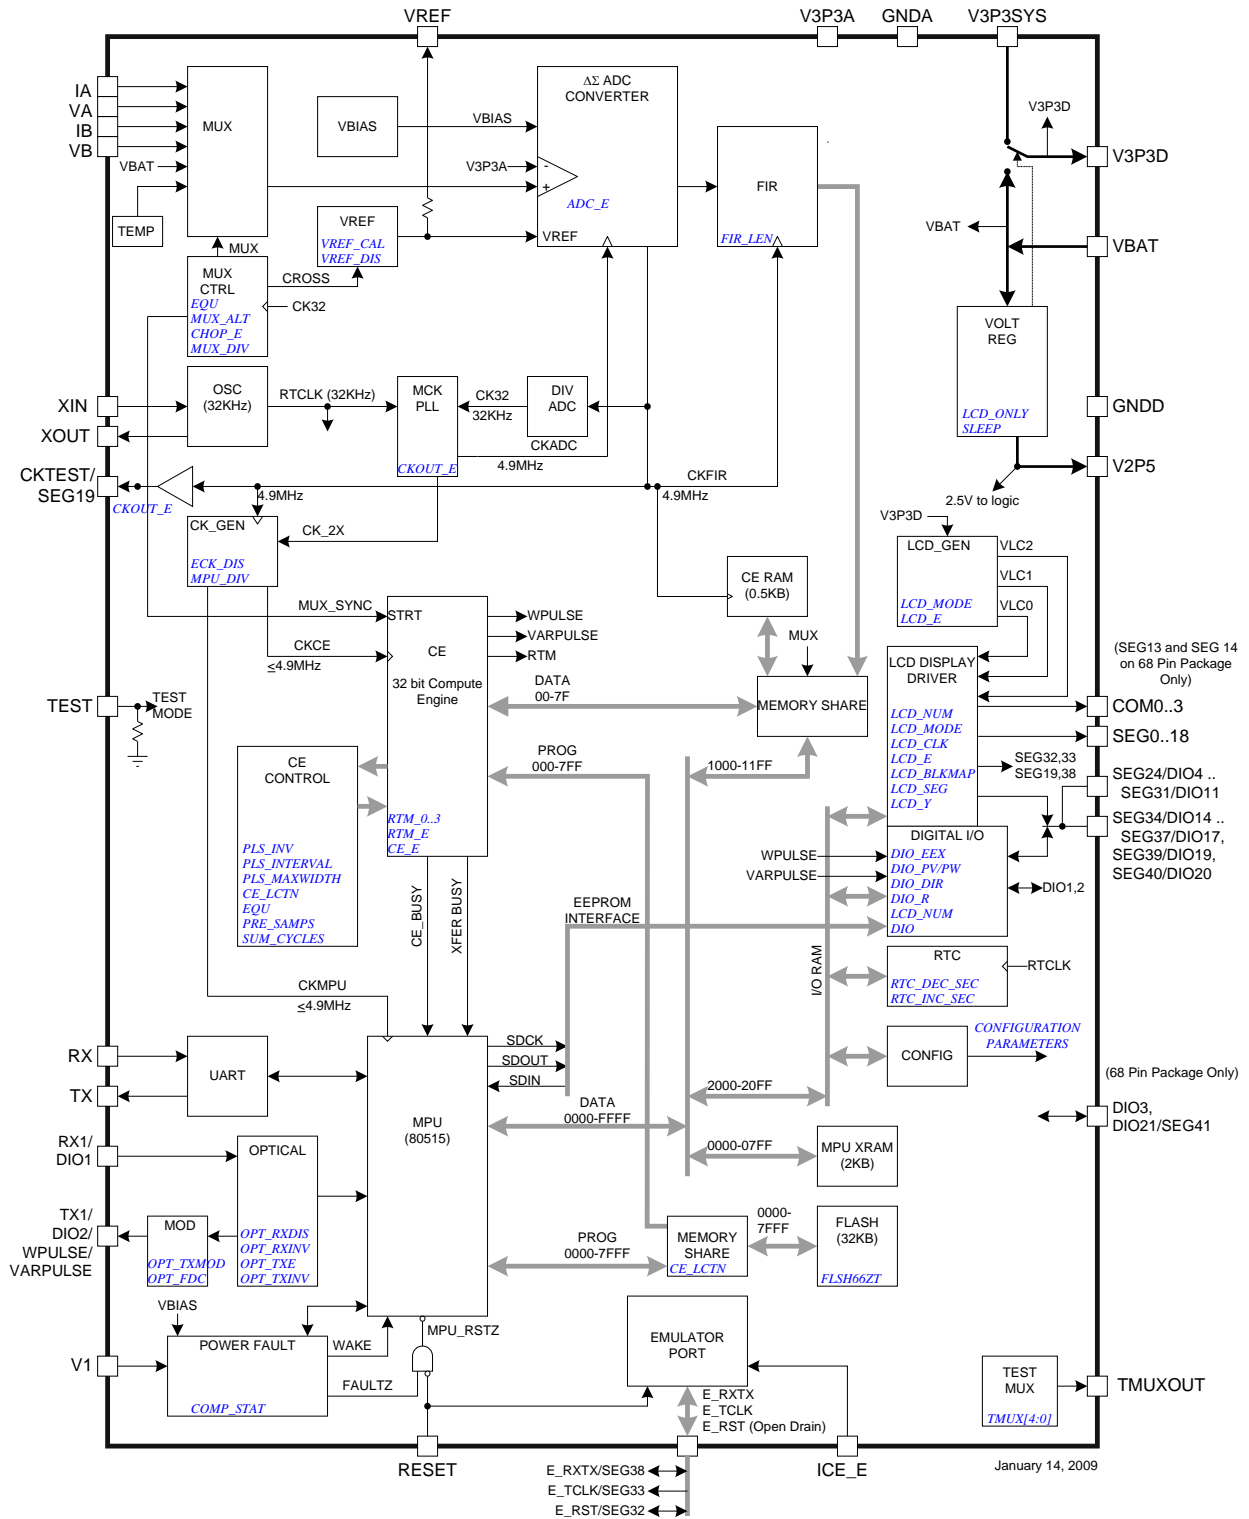 VREF
V3P3A
GNDA
V3P3SYS
IA
VA
IB
VB
VBAT
TEMP
MUX
VBIAS
VBIAS
V3P3A
ΔΣ ADC
CONVERTER
-
+
ADC_E
VREF
FIR
FIR_LEN
V3P3D
V3P3D
VBAT
VBAT
MUX
MUX
CTRL
EQU
MUX_ALT
CHOP_E
MUX_DIV
CROSS
CK32
VREF
VREF_CAL
VREF_DIS
VOLT
REG
LCD_ONLY
SLEEP
GNDD
V2P5
2.5V to logic
XIN
XOUT
OSC
(32KHz)
RTCLK (32KHz)
MCK
PLL
CKOUT_E
CK32
32KHz
DIV
ADC
CKADC
4.9MHz
CKFIR
4.9MHz
CKTEST/
SEG19
CKOUT_E
4.9MHz
CK_GEN
ECK_DIS
MPU_DIV
CK_2X
V3P3D
LCD_GEN
LCD_MODE
LCD_E
VLC2
VLC1
VLC0
CE RAM
(0.5KB)
MUX
MUX_SYNC
STRT
CKCE
≤4.9MHz
CE
32 bit Compute
Engine
RTM_0..3
RTM_E
CE_E
WPULSE
VARPULSE
RTM
DATA
00-7F
MEMORY SHARE
PROG
000-7FF
1000-11FF
TEST
TEST
MODE
CE
CONTROL
PLS_INV
PLS_INTERVAL
PLS_MAXWIDTH
CE_LCTN
EQU
PRE_SAMPS
SUM_CYCLES
CE_BUSY
XFER BUSY
LCD DISPLAY
DRIVER
LCD_NUM
LCD_MODE
LCD_CLK
LCD_E
LCD_BLKMAP
LCD_SEG
LCD_Y
(SEG13 and SEG 14
on 68 Pin Package
Only)
COM0..3
SEG0..18
SEG32,33
SEG19,38
SEG24/DIO4 ..
SEG31/DIO11
SEG34/DIO14 ..
SEG37/DIO17,
SEG39/DIO19,
SEG40/DIO20
WPULSE
VARPULSE
DIGITAL I/O
DIO_EEX
DIO_PV/PW
DIO_DIR
DIO_R
LCD_NUM
DIO
DIO1,2
EEPROM
INTERFACE
I/O RAM
RTC
RTC_DEC_SEC
RTC_INC_SEC
RTCLK
CONFIG
CONFIGURATION
PARAMETERS
CKMPU
≤4.9MHz
RX
TX
UART
MPU
(80515)
SDCK
SDOUT
SDIN
DATA
0000-FFFF
2000-20FF
0000-07FF
MPU XRAM
(2KB)
(68 Pin Package Only)
DIO3,
DIO21/SEG41
RX1/
DIO1
OPTICAL
OPT_RXDIS
OPT_RXINV
OPT_TXE
OPT_TXINV
TX1/
DIO2/
WPULSE/
VARPULSE
MOD
OPT_TXMOD
OPT_FDC
PROG
0000-7FFF
MEMORY
SHARE
CE_LCTN
0000-
7FFF
FLASH
(32KB)
FLSH66ZT
VBIAS
V1
POWER FAULT
COMP_STAT
WAKE
FAULTZ
MPU_RSTZ
EMULATOR
PORT
E_RXTX
E_TCLK
E_RST (Open Drain)
TEST
MUX
TMUX[4:0]
TMUXOUT
RESET
ICE_E
January 14, 2009
E_RXTX/SEG38
E_TCLK/SEG33
E_RST/SEG32